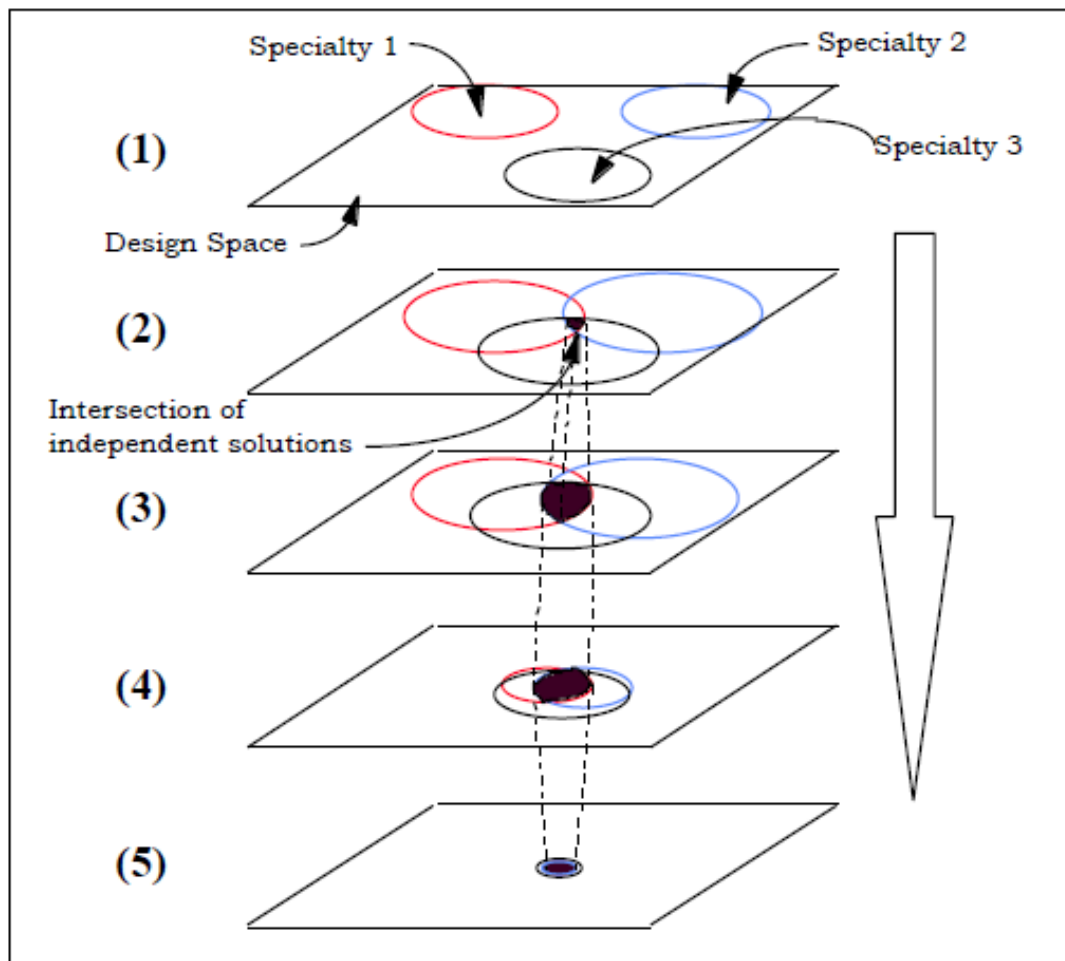 Specialty 1
Specialty 2
(1)
Specialty 3
Design Space
(2)
Intersection of
independent solutions
(3)
(4)
(5)